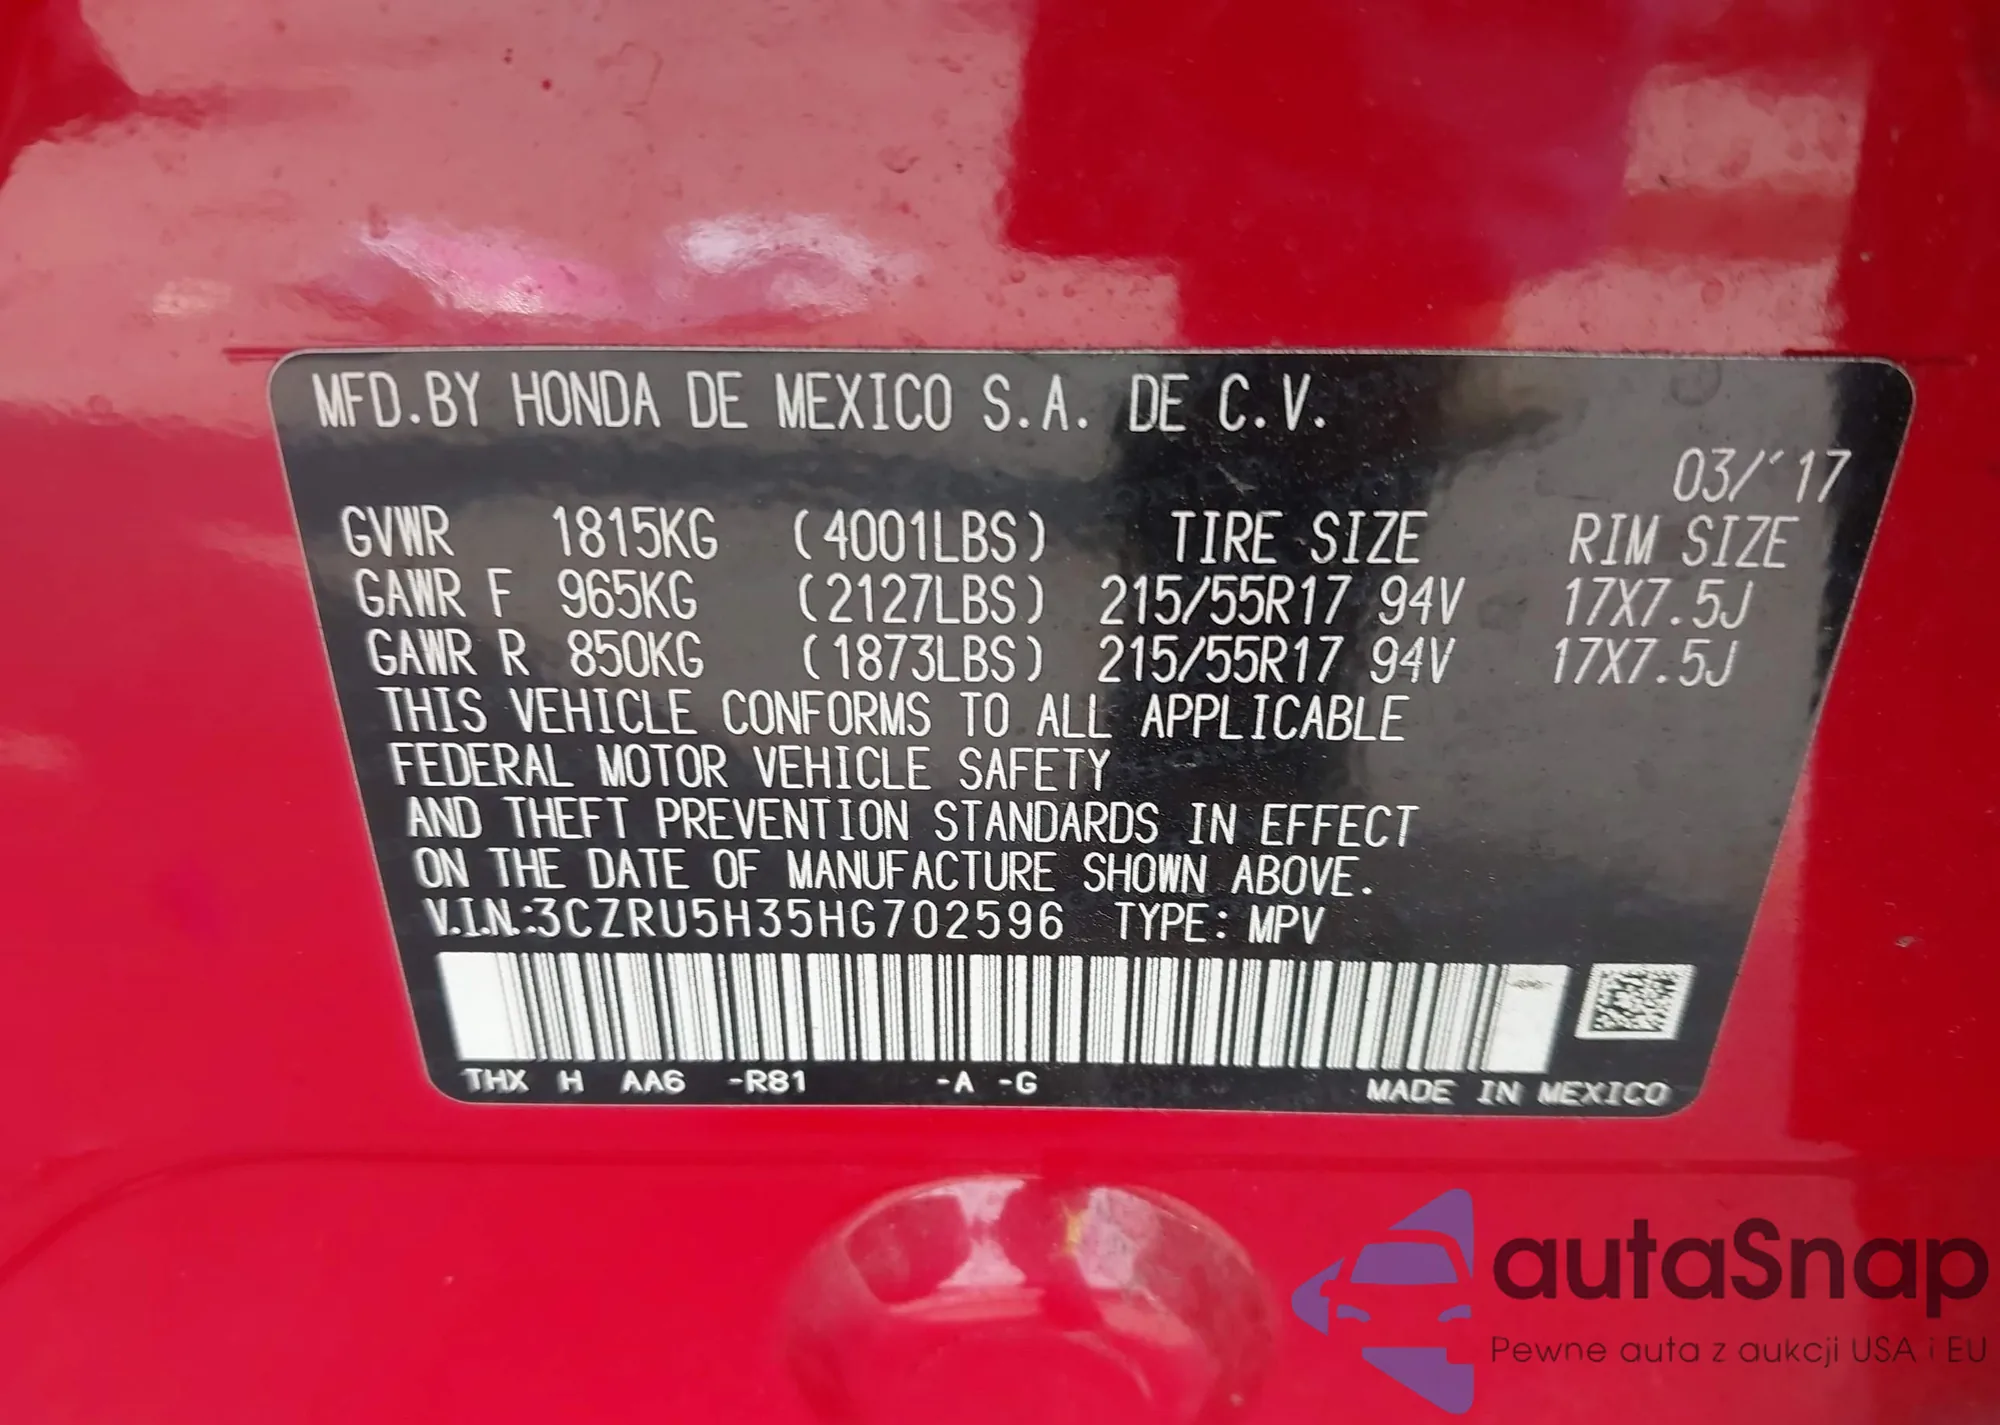 MFD.BY HONDA DE MEXICO S.A. DE C.V.
03/'17
GVWR 1815KG (4001LBS) TIRE SIZE RIM SIZE
GAWR F 965KG (2127LBS) 215/55R17 94V 17X7.5J
GAWR R 850KG (1873LBS) 215/55R17 94V 17X7.5J
THIS VEHICLE CONFORMS TO ALL APPLICABLE
FEDERAL MOTOR VEHICLE SAFETY
AND THEFT PREVENTION STANDARDS IN EFFECT
ON THE DATE OF MANUFACTURE SHOWN ABOVE.
V.I.N.:3CZRU5H35HG702596 TYPE: MPV
THX H AA6 -R81 -A -G MADE IN MEXICO
autaSnap
Pewne auta z aukcji USA i EU